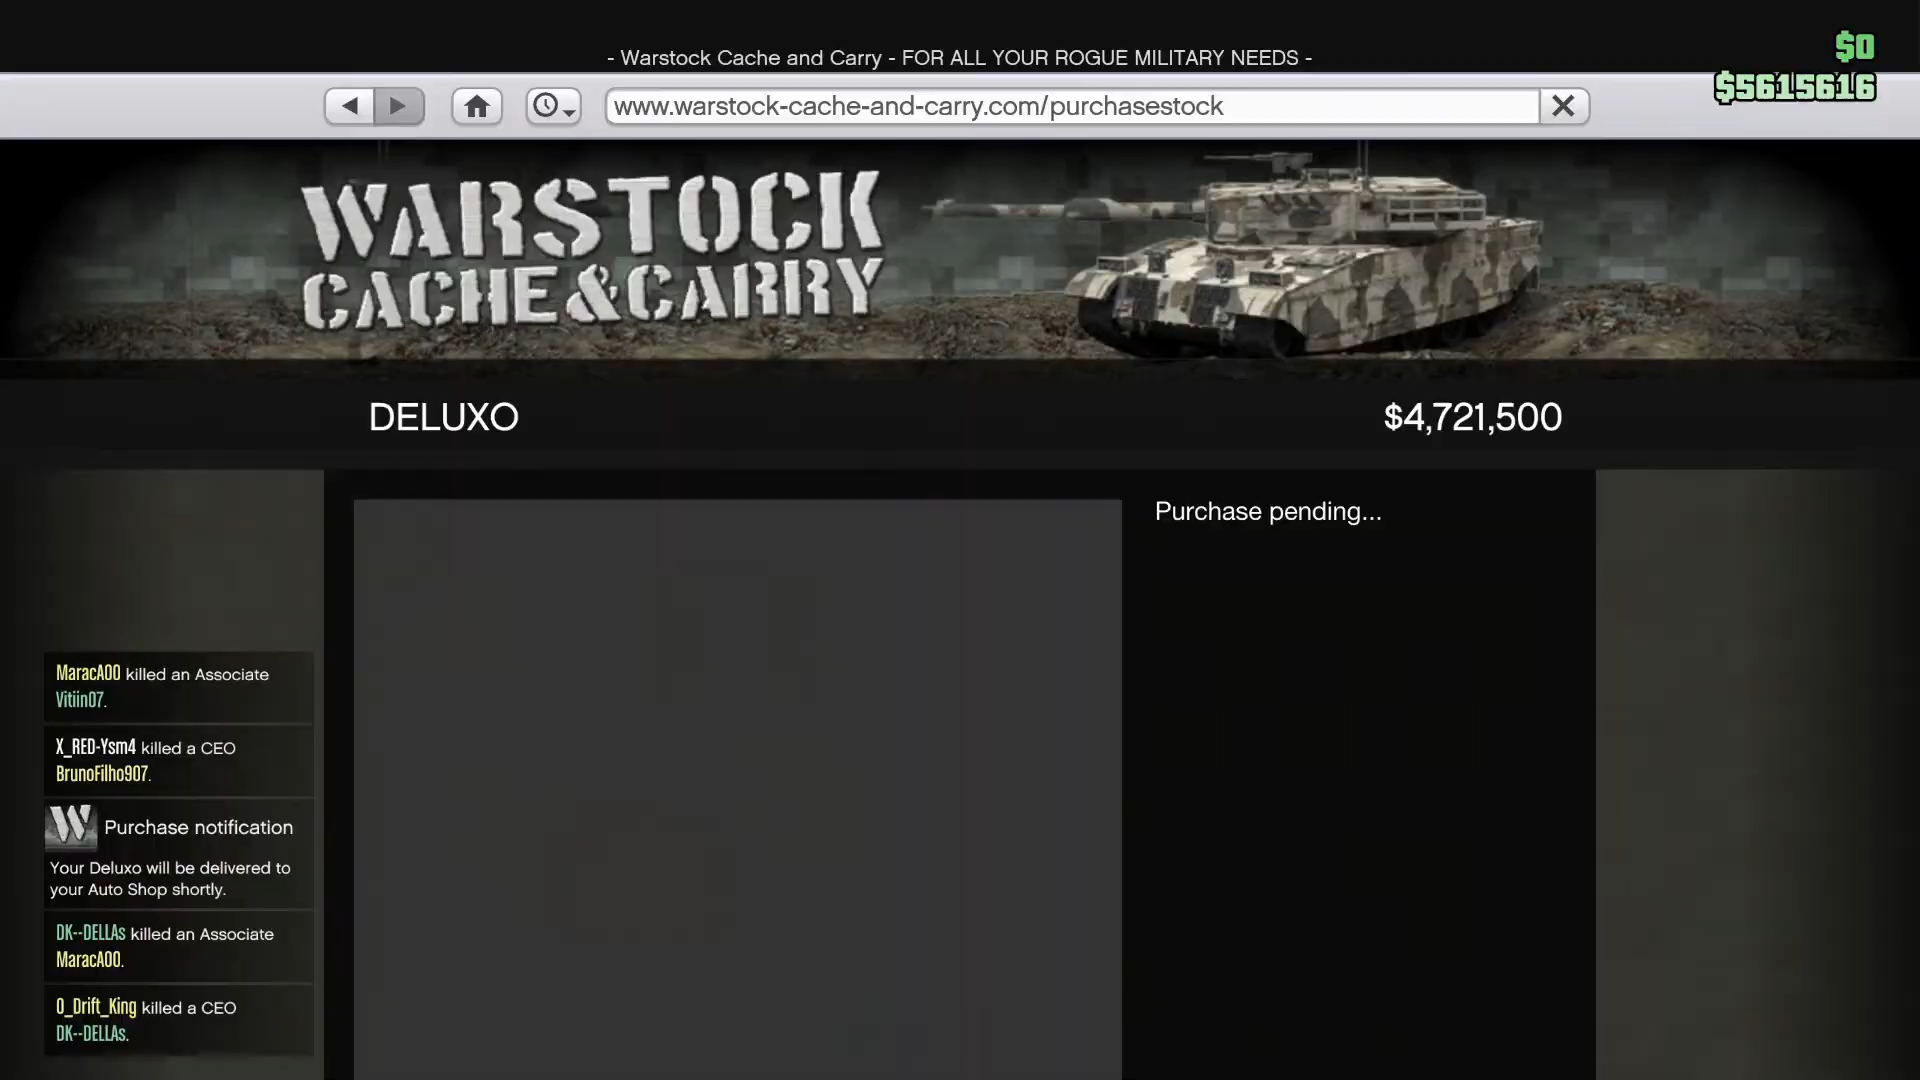 - Warstock Cache and Carry - FOR ALL YOUR ROGUE MILITARY NEEDS -
$0
$5615616
www.warstock-cache-and-carry.com/purchasestock
WARSTOCK
CACHE&CARRY
DELUXO
$4,721,500
Purchase pending...
MaracA00 killed an Associate
Vitiin07.
X_RED-Ysm4 killed a CEO
BrunoFilho907.
W
Purchase notification
Your Deluxo will be delivered to
your Auto Shop shortly.
DK--DELLAs killed an Associate
MaracA00.
O_Drift_King killed a CEO
DK--DELLAs.